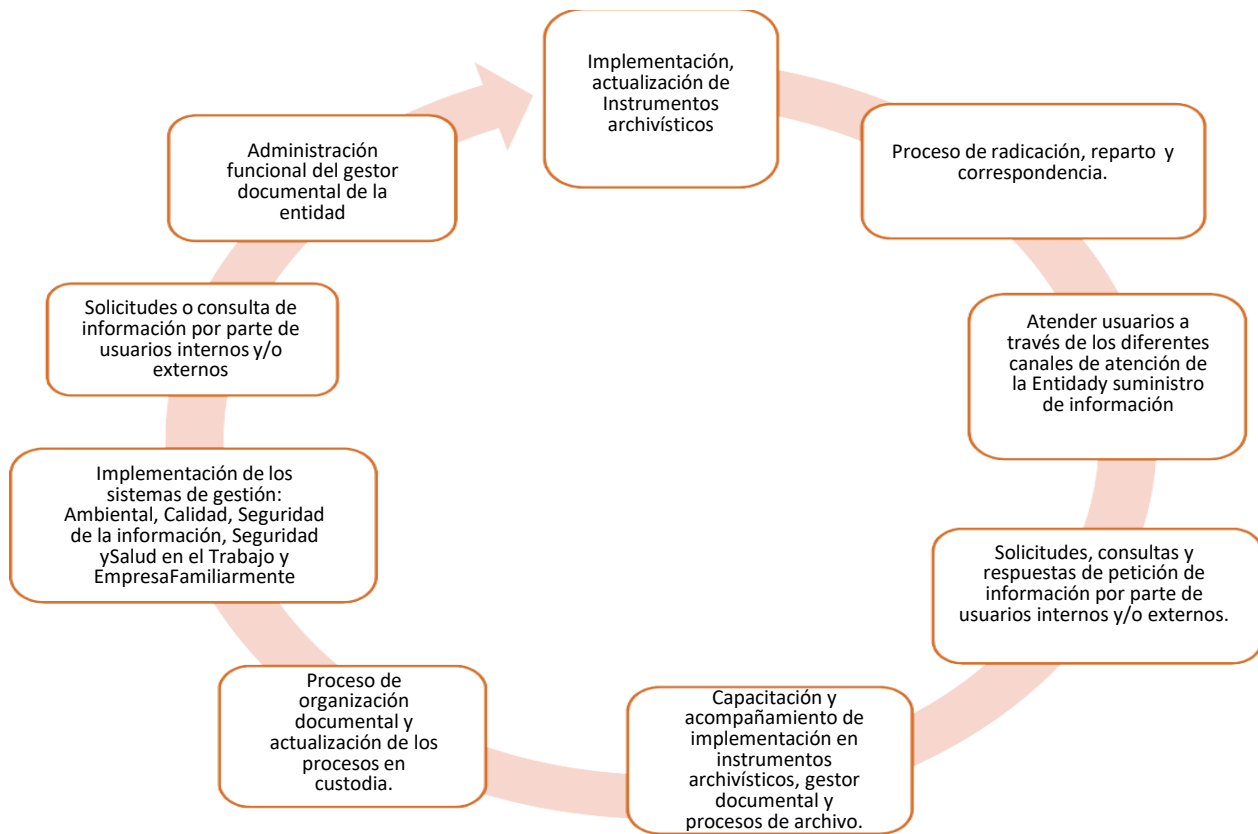 Implementación,
actualización de
Instrumentos
archivísticos
Proceso de radicación, reparto y
correspondencia.
Atender usuarios a
través de los diferentes
canales de atención de
la Entidady suministro
de información
Solicitudes, consultas y
respuestas de petición de
información por parte de
usuarios internos y/o externos.
Capacitación y
acompañamiento de
implementación en
instrumentos
archivísticos, gestor
documental y
procesos de archivo.
Proceso de
organización
documental y
actualización de los
procesos en
custodia.
Implementación de los
sistemas de gestión:
Ambiental, Calidad, Seguridad
de la información, Seguridad
ySalud en el Trabajo y
EmpresaFamiliarmente
Solicitudes o consulta de
información por parte de
usuarios internos y/o
externos
Administración
funcional del gestor
documental de la
entidad